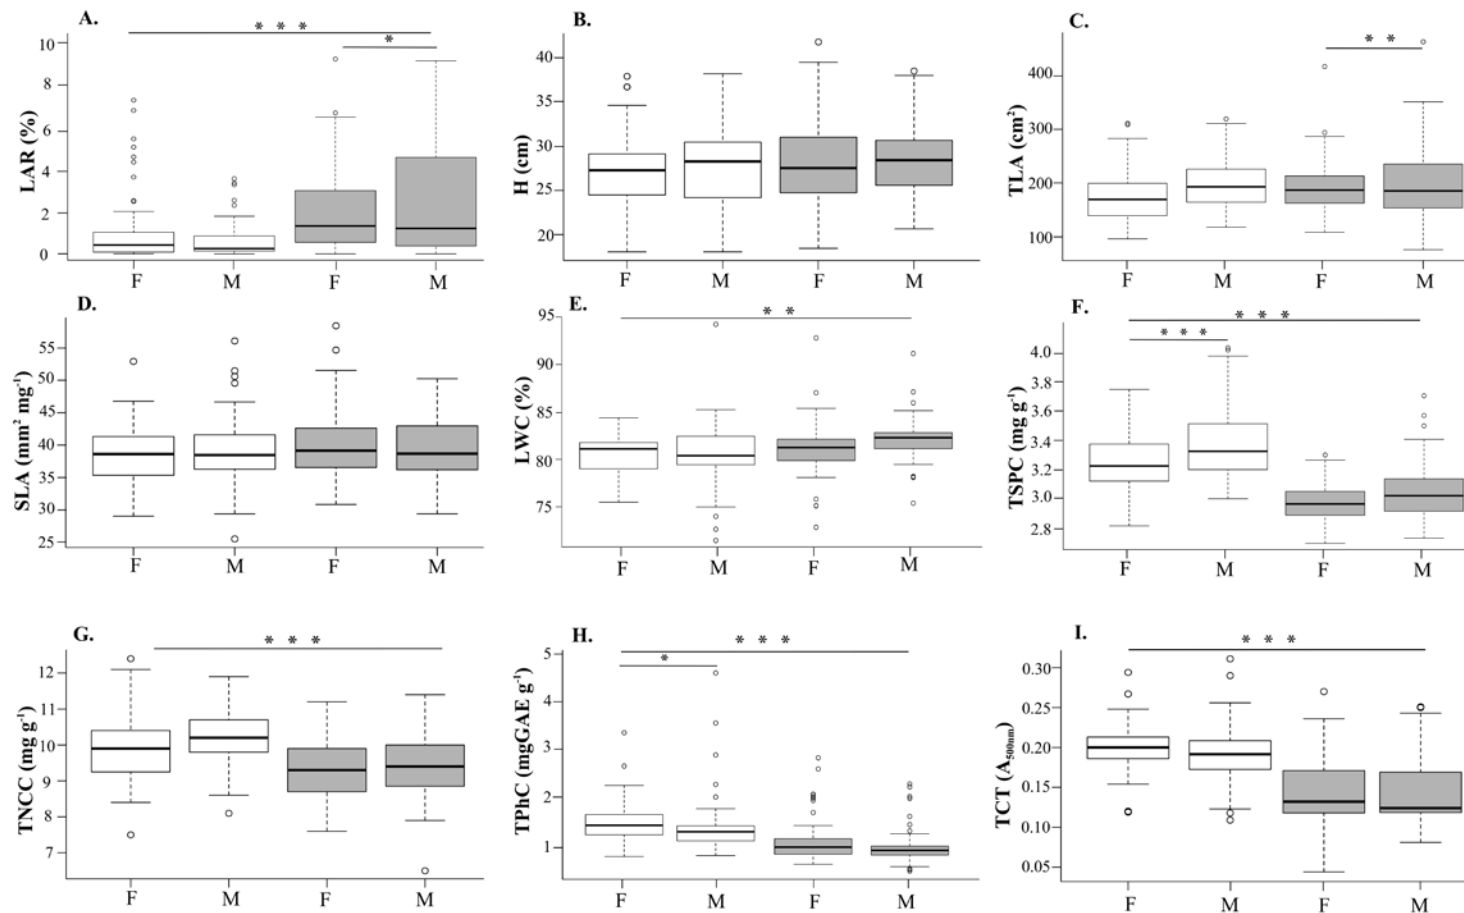 A.
* * *
*
LAR (%)
10
8
6
4
2
0
F M F M
B.
H (cm)
40
35
30
25
20
F M F M
C.
* *
TLA (cm²)
400
300
200
100
F M F M
D.
SLA (mm² mg⁻¹)
55
50
45
40
35
30
25
F M F M
E.
* *
LWC (%)
95
90
85
80
75
F M F M
F.
* * *
* * *
TSPC (mg g⁻¹)
4.0
3.8
3.6
3.4
3.2
3.0
2.8
F M F M
G.
* * *
TNCC (mg g⁻¹)
12
11
10
9
8
7
F M F M
H.
* * *
*
TPhC (mgGAE g⁻¹)
5
4
3
2
1
F M F M
I.
* * *
TCT (A₅₀₀ₙₘ)
0.30
0.25
0.20
0.15
0.10
0.05
F M F M